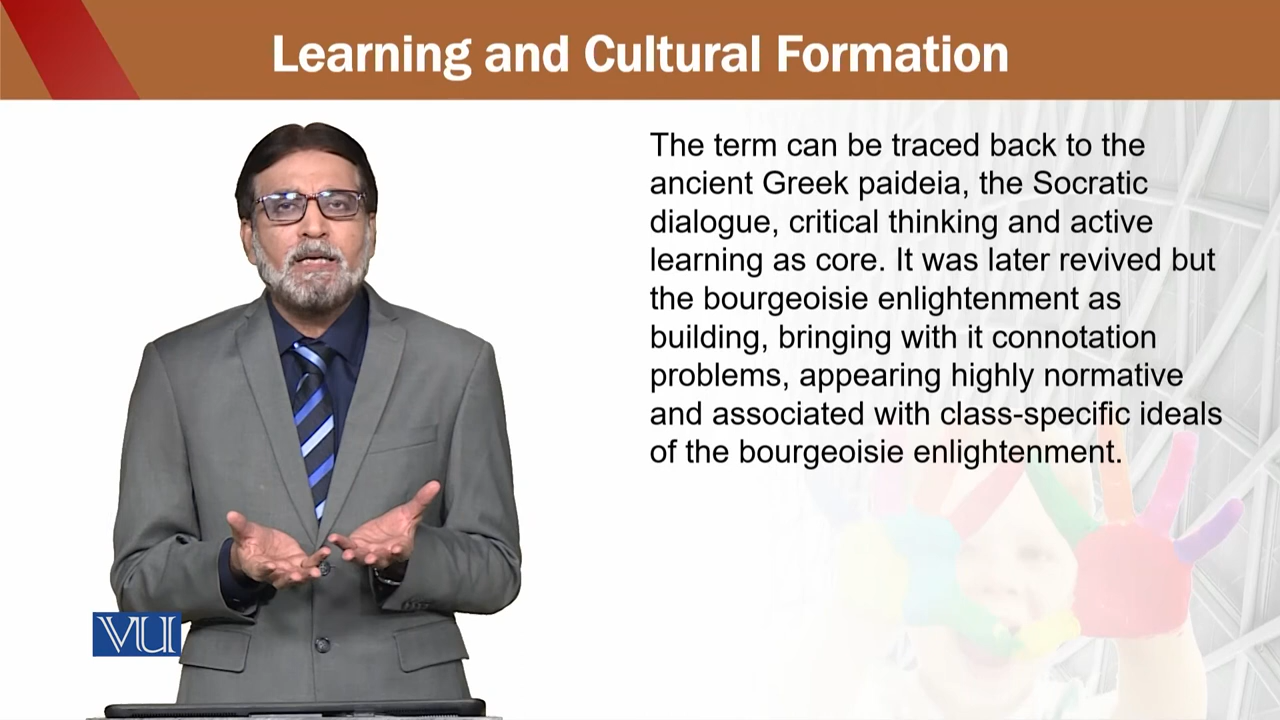 Learning and Cultural Formation
The term can be traced back to the
ancient Greek paideia, the Socratic
dialogue, critical thinking and active
learning as core. It was later revived but
the bourgeoisie enlightenment as
building, bringing with it connotation
problems, appearing highly normative
and associated with class-specific ideals
of the bourgeoisie enlightenment.
VU